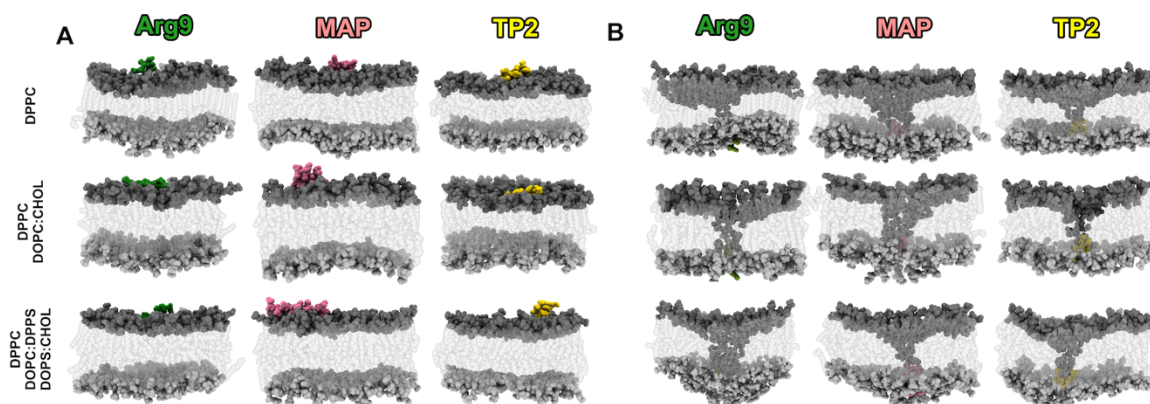 A
Arg9
MAP
TP2
B
Arg9
MAP
TP2
DPPC
DPPC
DOPC:CHOL
DPPC
DOPC:DPPS
DOPS:CHOL